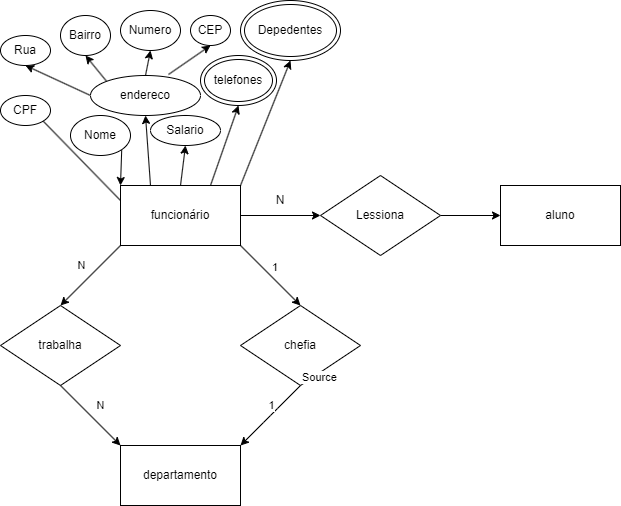 Rua
Bairro
Numero
CEP
Depedentes
endereco
telefones
CPF
Nome
Salario
funcionário
N
Lessiona
aluno
N
1
trabalha
chefia
Source
N
1
departamento